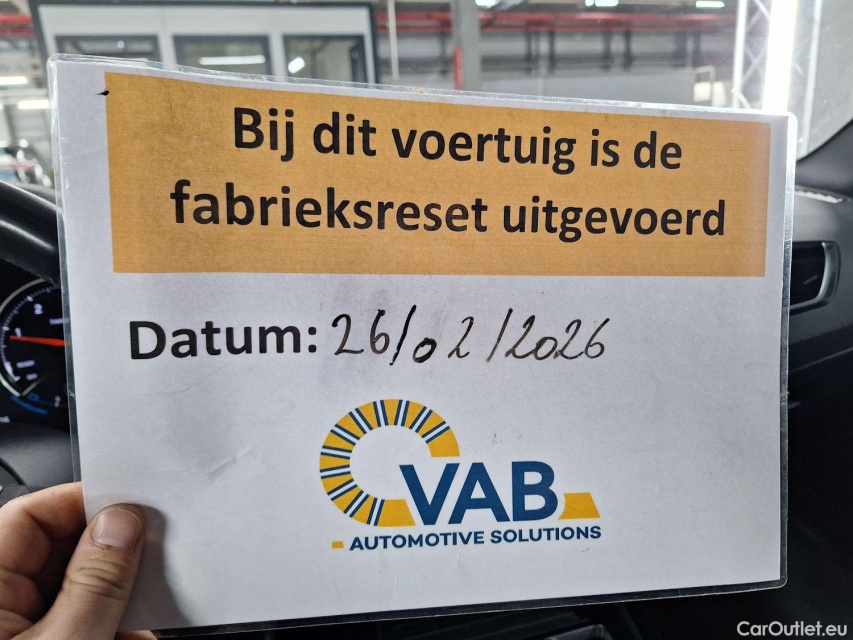 Bij dit voertuig is de
fabrieksreset uitgevoerd
Datum: 26/02/2026
VAB
AUTOMOTIVE SOLUTIONS
CarOutlet.eu